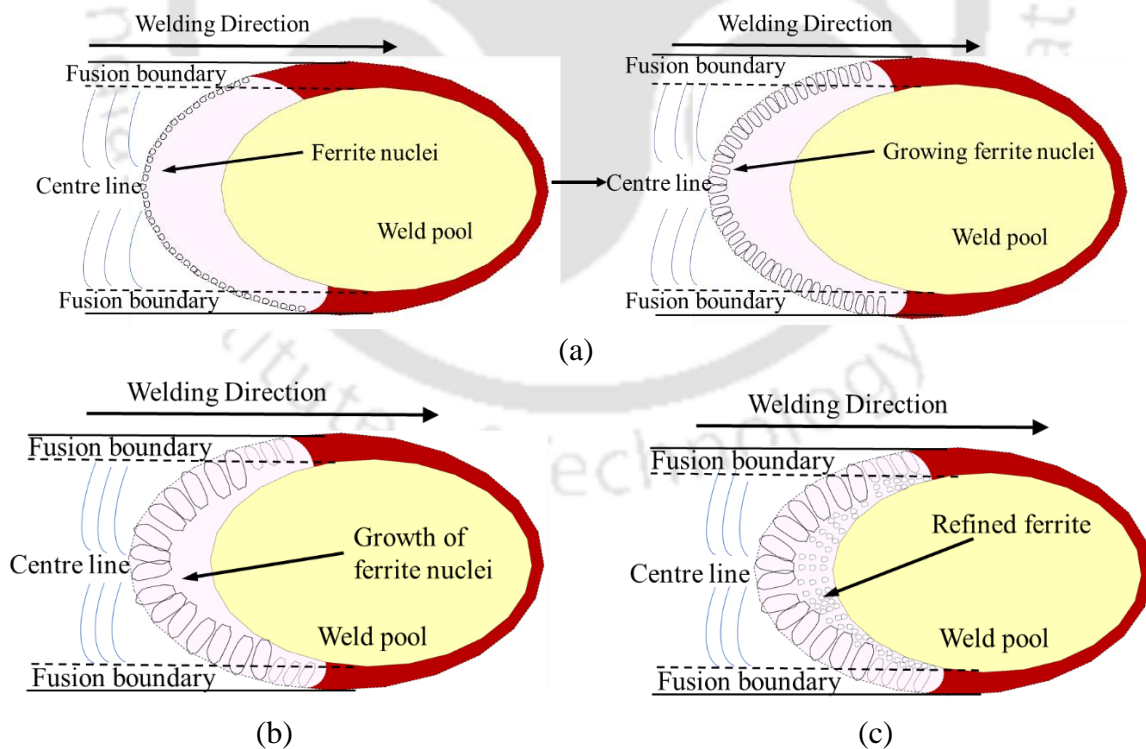 Welding Direction
Fusion boundary
Ferrite nuclei
Centre line
Weld pool
Fusion boundary
Welding Direction
Fusion boundary
Growing ferrite nuclei
Centre line
Weld pool
Fusion boundary
(a)
Welding Direction
Fusion boundary
Growth of
ferrite nuclei
Centre line
Weld pool
Fusion boundary
(b)
Welding Direction
Fusion boundary
Refined ferrite
Centre line
Weld pool
Fusion boundary
(c)